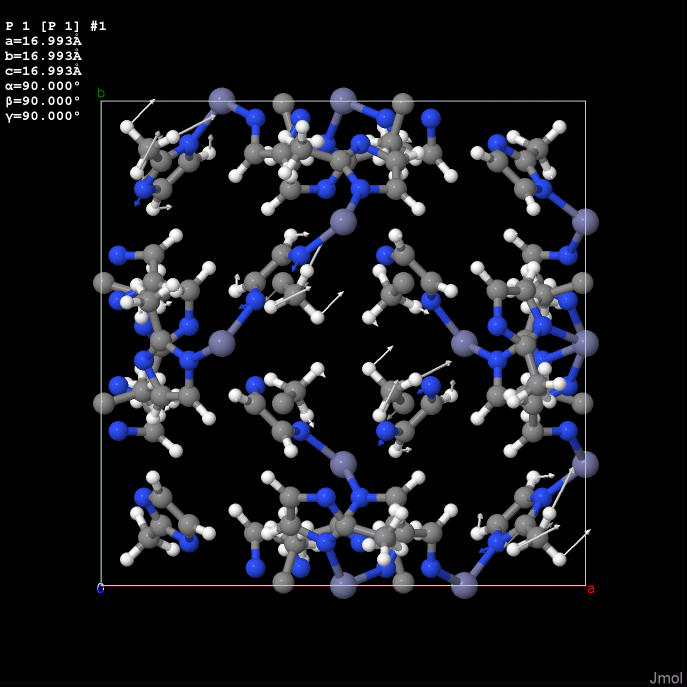 P 1 [P 1] #1
a=16.993Å
b=16.993Å
c=16.993Å
α=90.000°
β=90.000°
γ=90.000°
b
a
Jmol